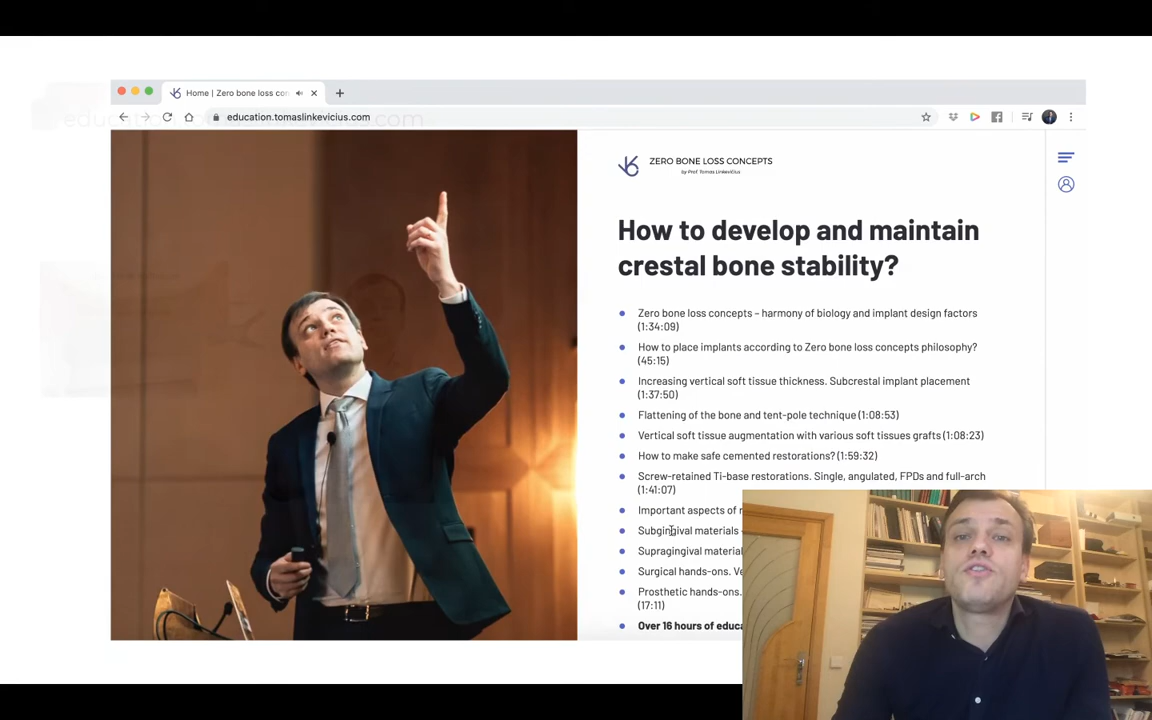 Home | Zero bone loss con
education.tomaslinkevicius.com
ZERO BONE LOSS CONCEPTS
by Prof. Tomas Linkevičius
How to develop and maintain
crestal bone stability?
Zero bone loss concepts – harmony of biology and implant design factors
(1:34:09)
How to place implants according to Zero bone loss concepts philosophy?
(45:15)
Increasing vertical soft tissue thickness. Subcrestal implant placement
(1:37:50)
Flattening of the bone and tent-pole technique (1:08:53)
Vertical soft tissue augmentation with various soft tissues grafts (1:08:23)
How to make safe cemented restorations? (1:59:32)
Screw-retained Ti-base restorations. Single, angulated, FPDs and full-arch
(1:41:07)
Important aspects of
Subgingival materials
Supragingival material
Surgical hands-ons.
Prosthetic hands-ons.
(17:11)
Over 16 hours of